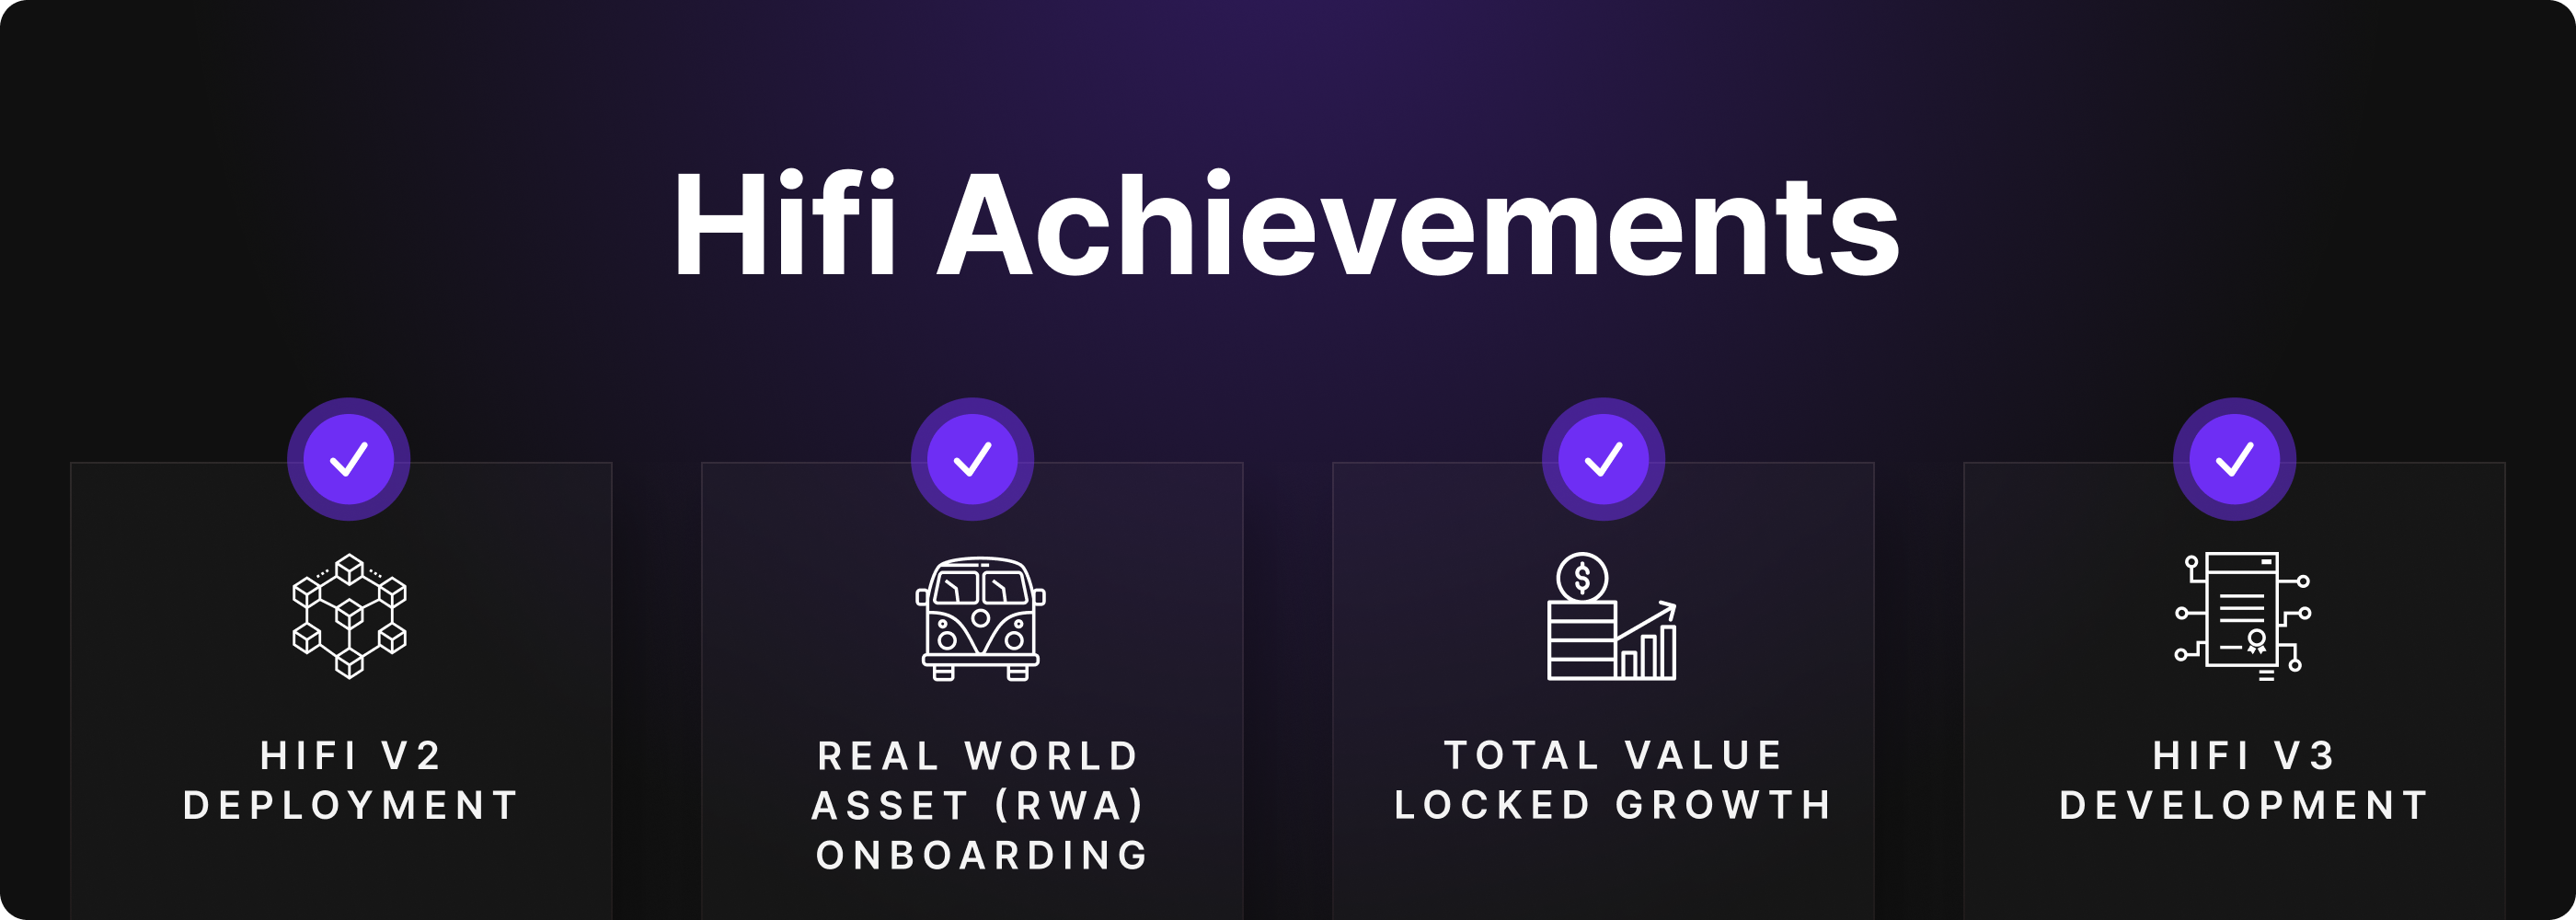 Hifi Achievements
HIFI V2
DEPLOYMENT
REAL WORLD
ASSET (RWA)
ONBOARDING
$
TOTAL VALUE
LOCKED GROWTH
HIFI V3
DEVELOPMENT